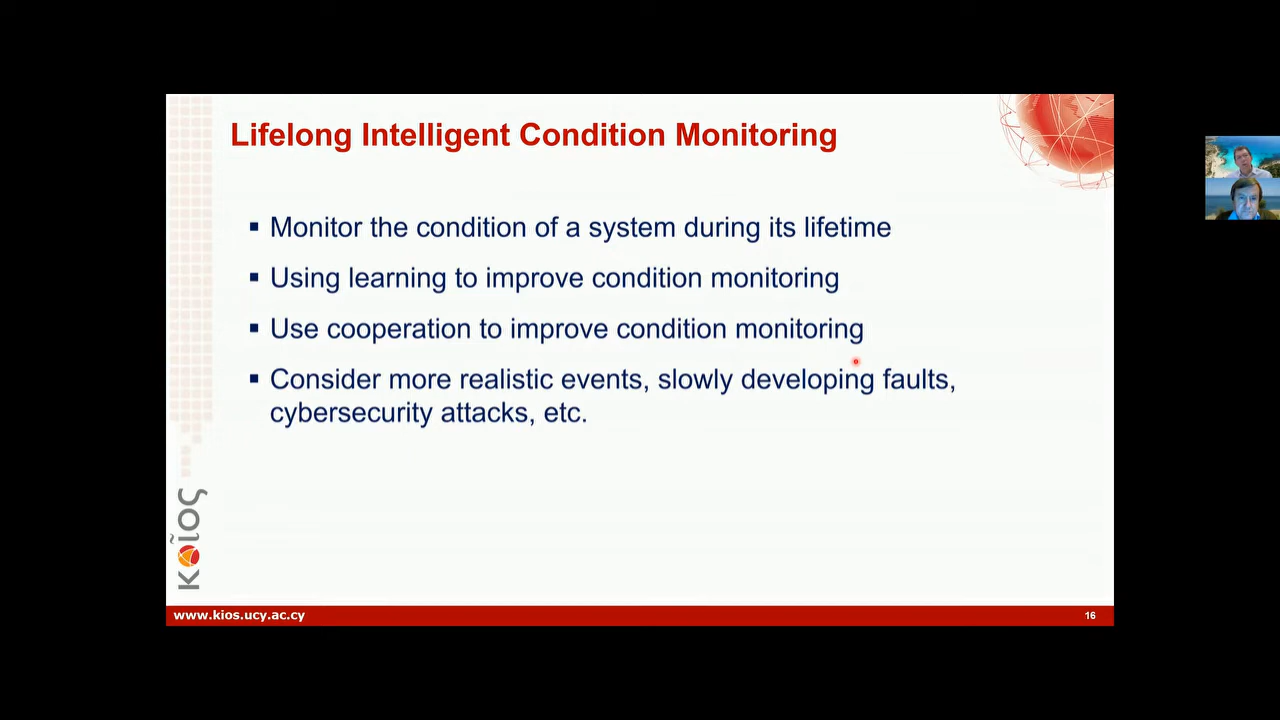 Lifelong Intelligent Condition Monitoring
Monitor the condition of a system during its lifetime
Using learning to improve condition monitoring
Use cooperation to improve condition monitoring
Consider more realistic events, slowly developing faults,
cybersecurity attacks, etc.
κοῖος
www.kios.ucy.ac.cy
16